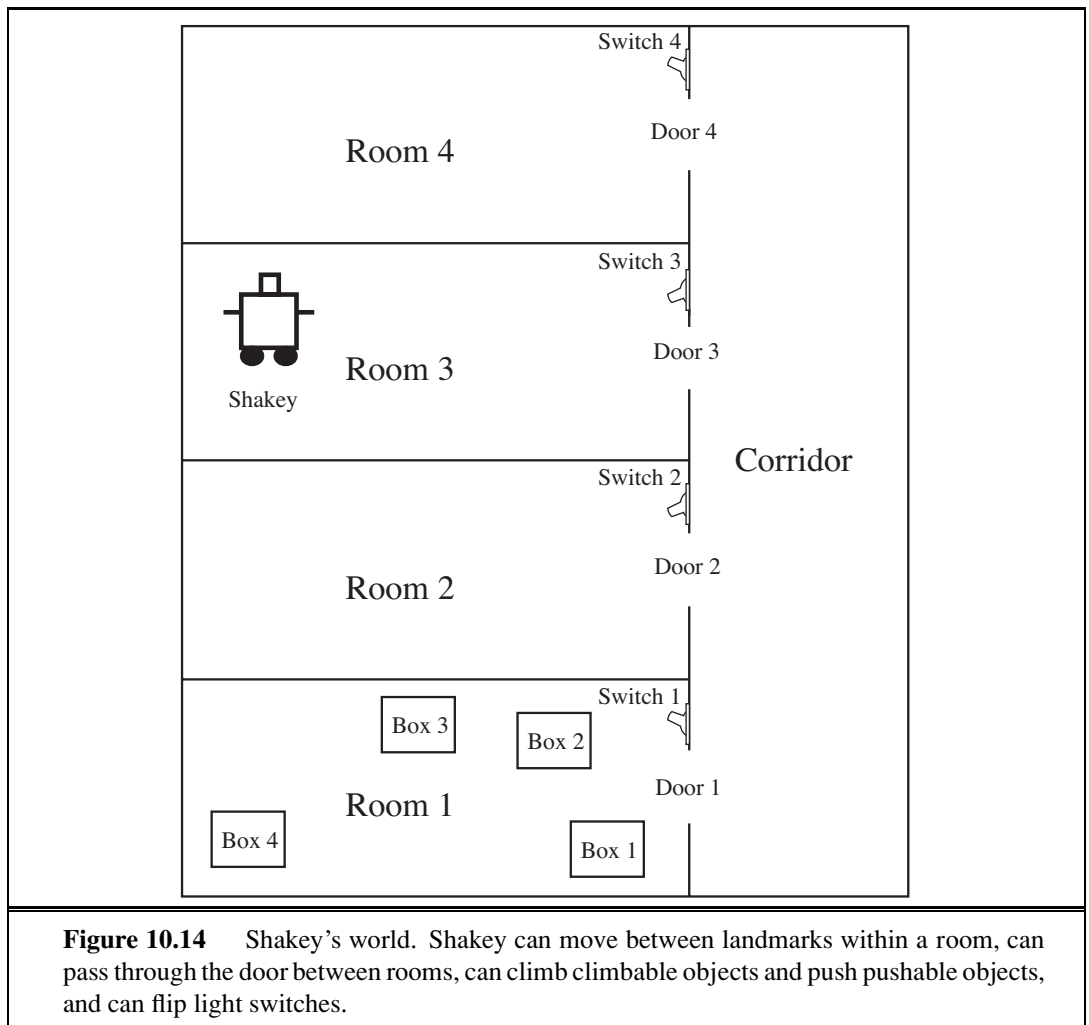 Switch 4
Door 4
Room 4
Switch 3
Door 3
Room 3
Shakey
Corridor
Switch 2
Door 2
Room 2
Switch 1
Box 3
Box 2
Door 1
Room 1
Box 4
Box 1
Figure 10.14 Shakey's world. Shakey can move between landmarks within a room, can
pass through the door between rooms, can climb climbable objects and push pushable objects,
and can flip light switches.